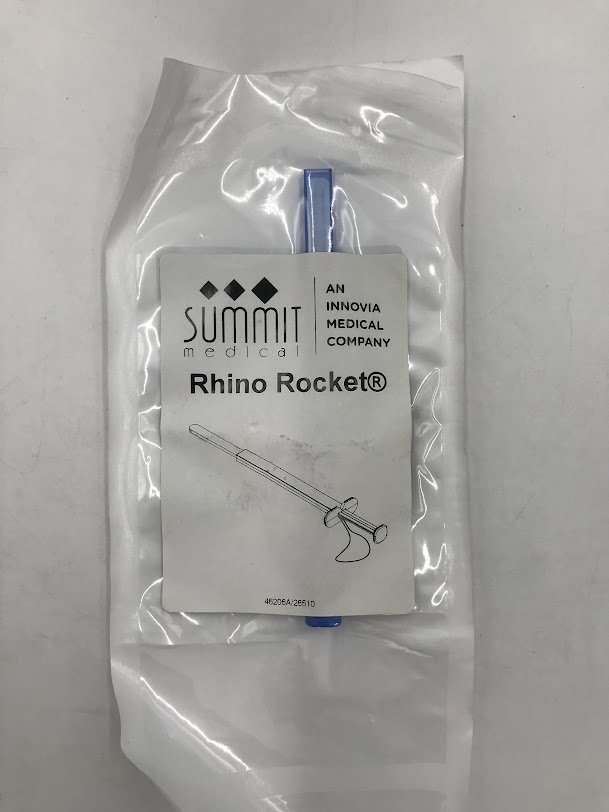 SUMMIT
medical
AN
INNOVIA
MEDICAL
COMPANY
Rhino Rocket®
46206A/26510